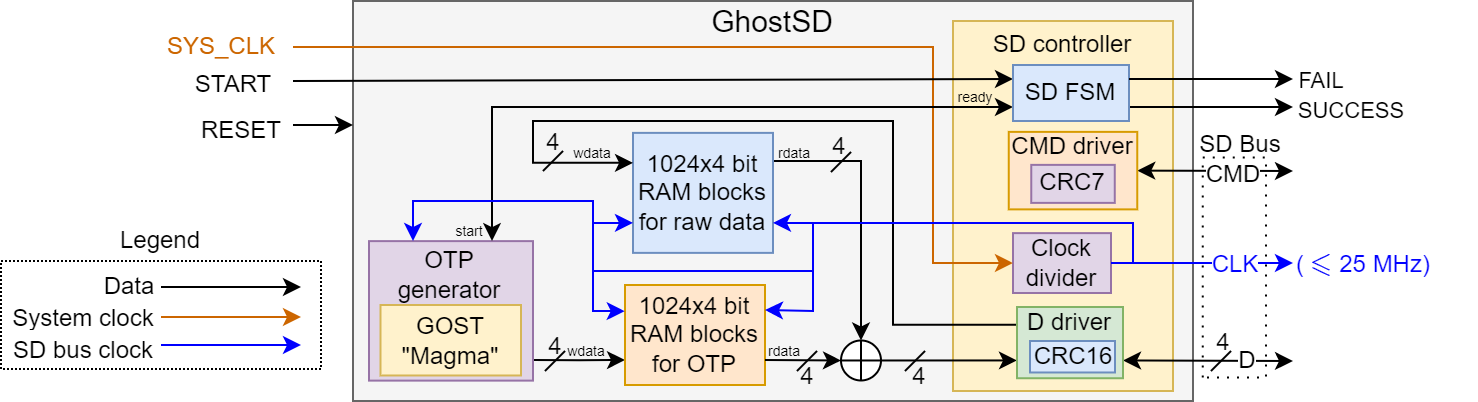 GhostSD
SYS_CLK
START
RESET
SD controller
SD FSM
ready
FAIL
SUCCESS
4
wdata
1024x4 bit
RAM blocks
for raw data
rdata
4
CMD driver
CRC7
SD Bus
CMD
start
OTP
generator
GOST
"Magma"
Clock
divider
CLK
(⩽ 25 MHz)
4
wdata
1024x4 bit
RAM blocks
for OTP
rdata
4
4
D driver
CRC16
4
D
Legend
Data
System clock
SD bus clock